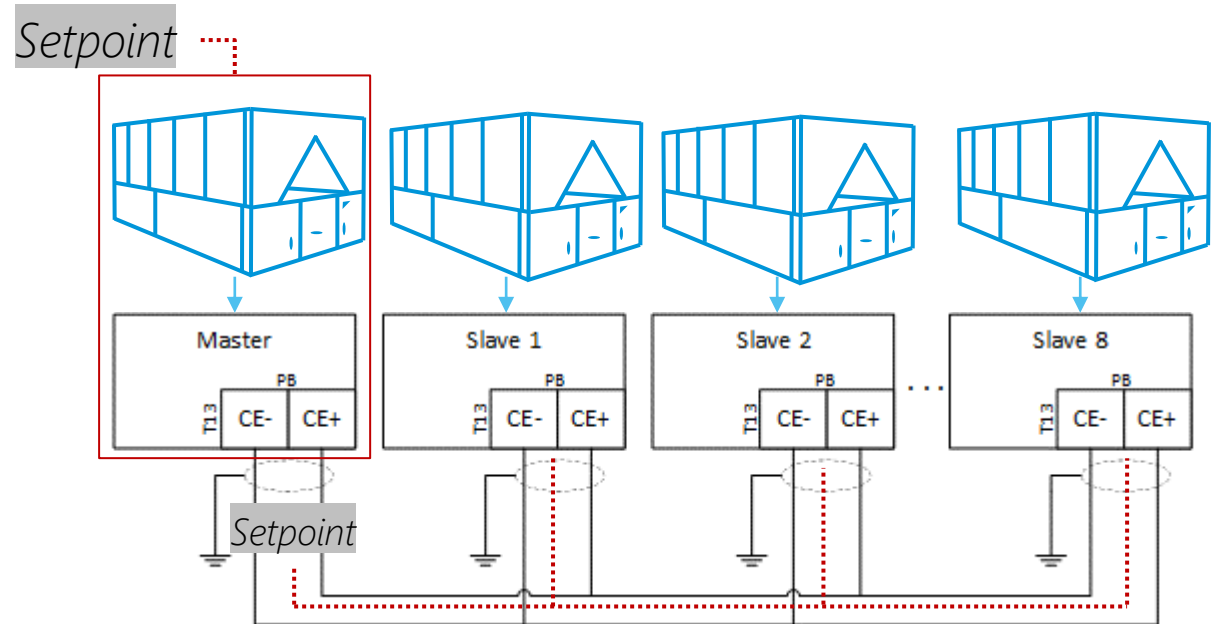 Setpoint
Master
Slave 1
Slave 2
Slave 8
PB
PB
PB
PB
...
T13
CE-
CE+
T13
CE-
CE+
T13
CE-
CE+
T13
CE-
CE+
Setpoint